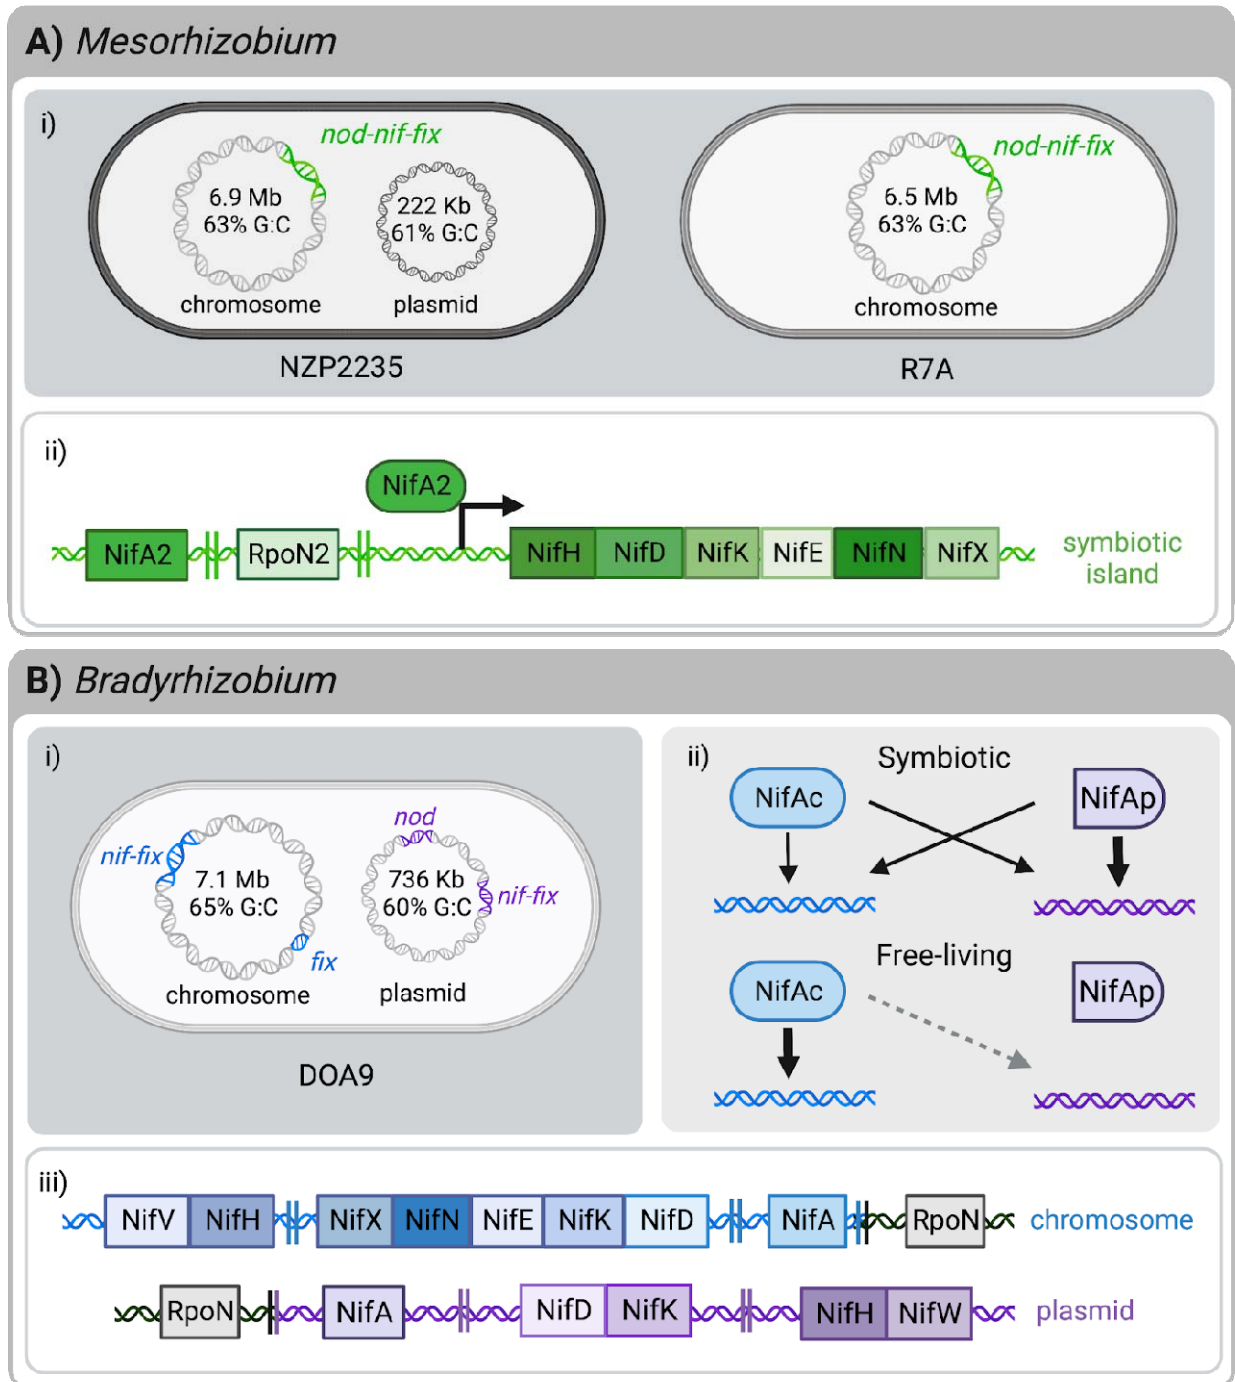 A) Mesorhizobium
i)
nod-nif-fix
6.9 Mb
63% G:C
chromosome
222 Kb
61% G:C
plasmid
NZP2235
nod-nif-fix
6.5 Mb
63% G:C
chromosome
R7A
ii)
NifA2
NifA2 RpoN2 NifH NifD NifK NifE NifN NifX
symbiotic
island
B) Bradyrhizobium
i)
nif-fix
7.1 Mb
65% G:C
fix
chromosome
nod
736 Kb
60% G:C
nif-fix
plasmid
DOA9
ii)
Symbiotic
NifAc NifAp
Free-living
NifAc NifAp
iii)
NifV NifH NifX NifN NifE NifK NifD NifA RpoN chromosome
RpoN NifA NifD NifK NifH NifW plasmid